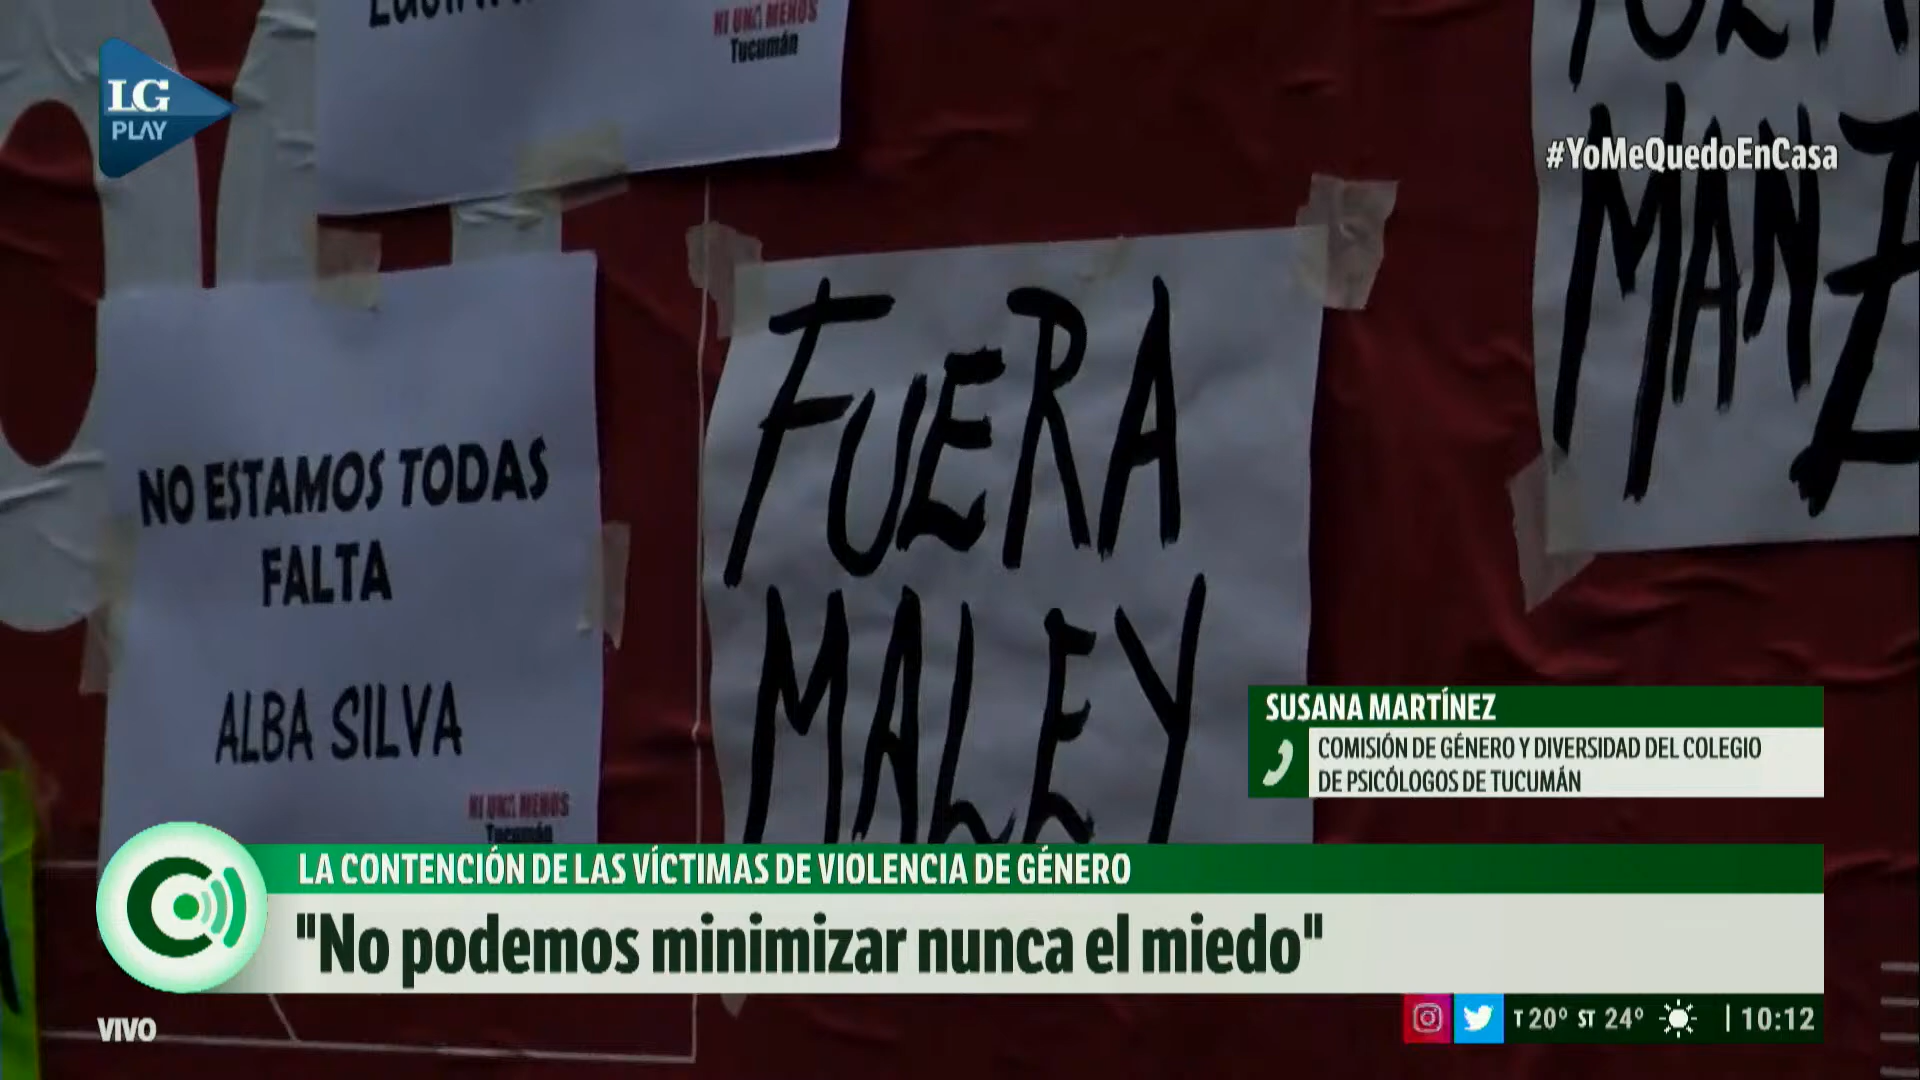 NI UNA MENOS
Tucumán
LG
PLAY
#YoMeQuedoEnCasa
NO ESTAMOS TODAS
FALTA
ALBA SILVA
NI UNA MENOS
Tucumán
FUERA
MALEY
SUSANA MARTÍNEZ
COMISIÓN DE GÉNERO Y DIVERSIDAD DEL COLEGIO
DE PSICÓLOGOS DE TUCUMÁN
LA CONTENCIÓN DE LAS VÍCTIMAS DE VIOLENCIA DE GÉNERO
"No podemos minimizar nunca el miedo"
VIVO
T 20º ST 24º | 10:12